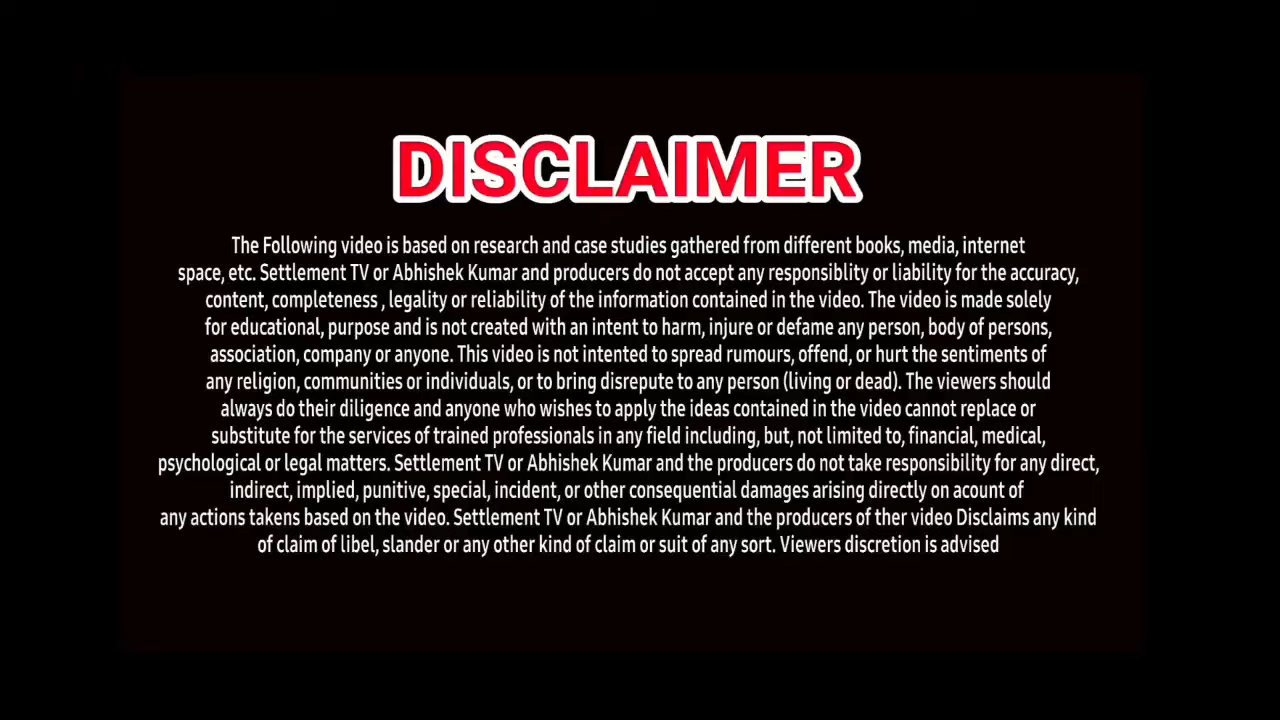 DISCLAIMER
The Following video is based on research and case studies gathered from different books, media, internet
space, etc. Settlement TV or Abhishek Kumar and producers do not accept any responsiblity or liability for the accuracy,
content, completeness , legality or reliability of the information contained in the video. The video is made solely
for educational, purpose and is not created with an intent to harm, injure or defame any person, body of persons,
association, company or anyone. This video is not intented to spread rumours, offend, or hurt the sentiments of
any religion, communities or individuals, or to bring disrepute to any person (living or dead). The viewers should
always do their diligence and anyone who wishes to apply the ideas contained in the video cannot replace or
substitute for the services of trained professionals in any field including, but, not limited to, financial, medical,
psychological or legal matters. Settlement TV or Abhishek Kumar and the producers do not take responsibility for any direct,
indirect, implied, punitive, special, incident, or other consequential damages arising directly on acount of
any actions takens based on the video. Settlement TV or Abhishek Kumar and the producers of ther video Disclaims any kind
of claim of libel, slander or any other kind of claim or suit of any sort. Viewers discretion is advised